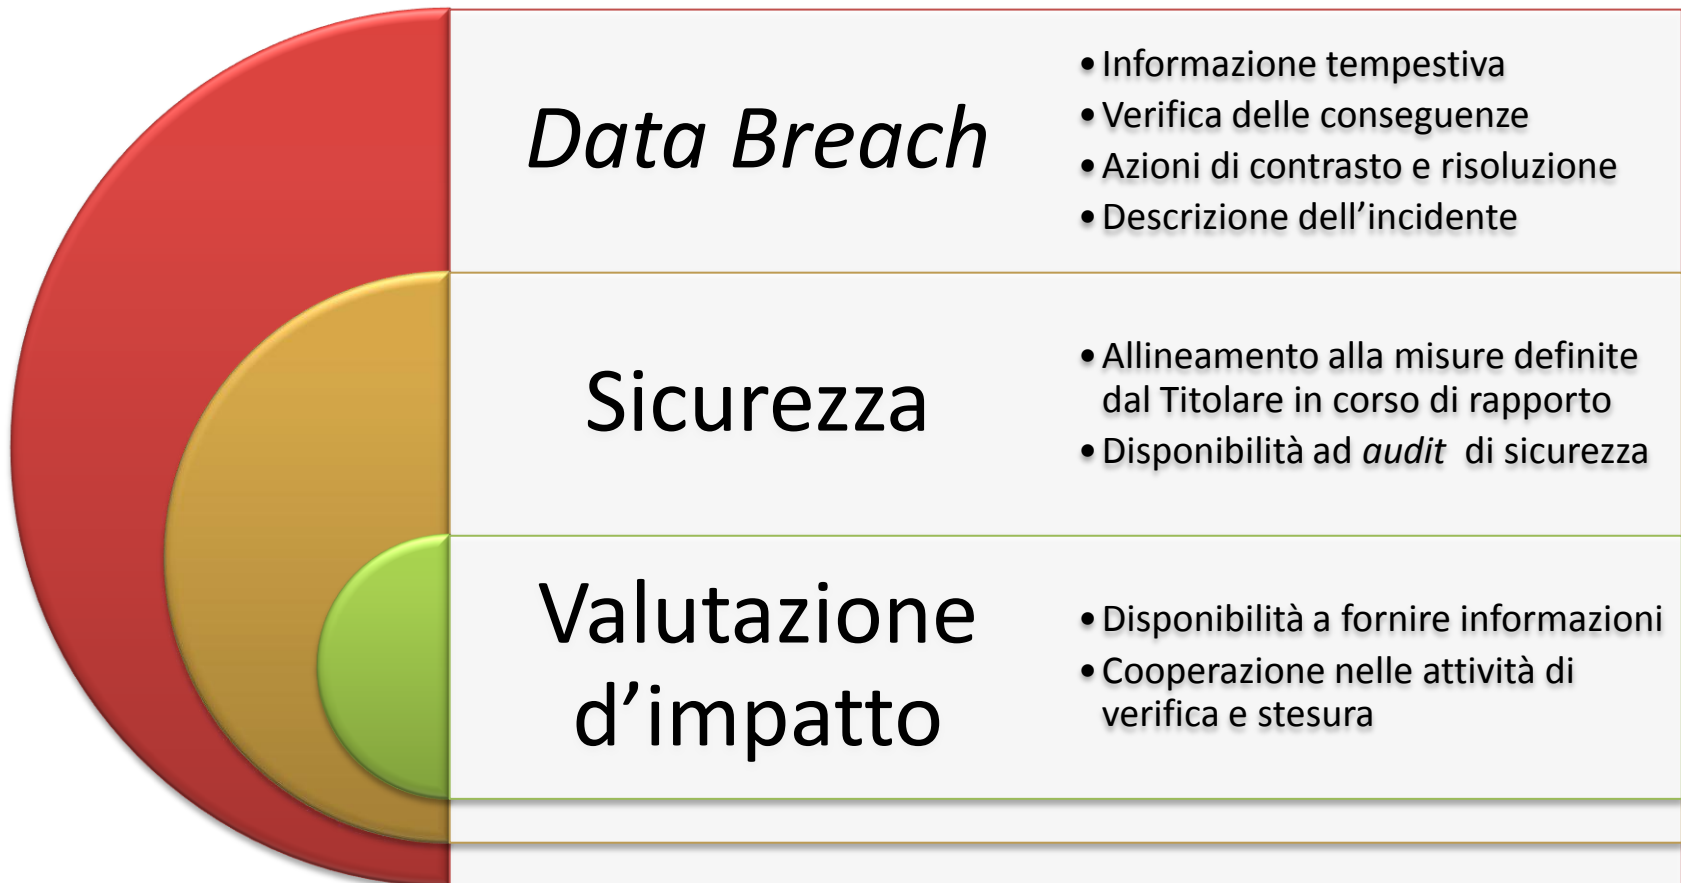 Data Breach
• Informazione tempestiva
• Verifica delle conseguenze
• Azioni di contrasto e risoluzione
• Descrizione dell’incidente
Sicurezza
• Allineamento alla misure definite
dal Titolare in corso di rapporto
• Disponibilità ad audit di sicurezza
Valutazione
d’impatto
• Disponibilità a fornire informazioni
• Cooperazione nelle attività di
verifica e stesura